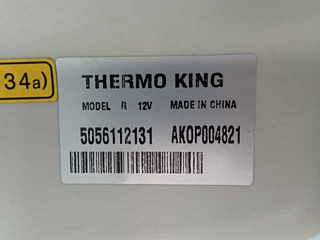 34a)
THERMO KING
MODEL R 12V MADE IN CHINA
5056112131 AKOP004821